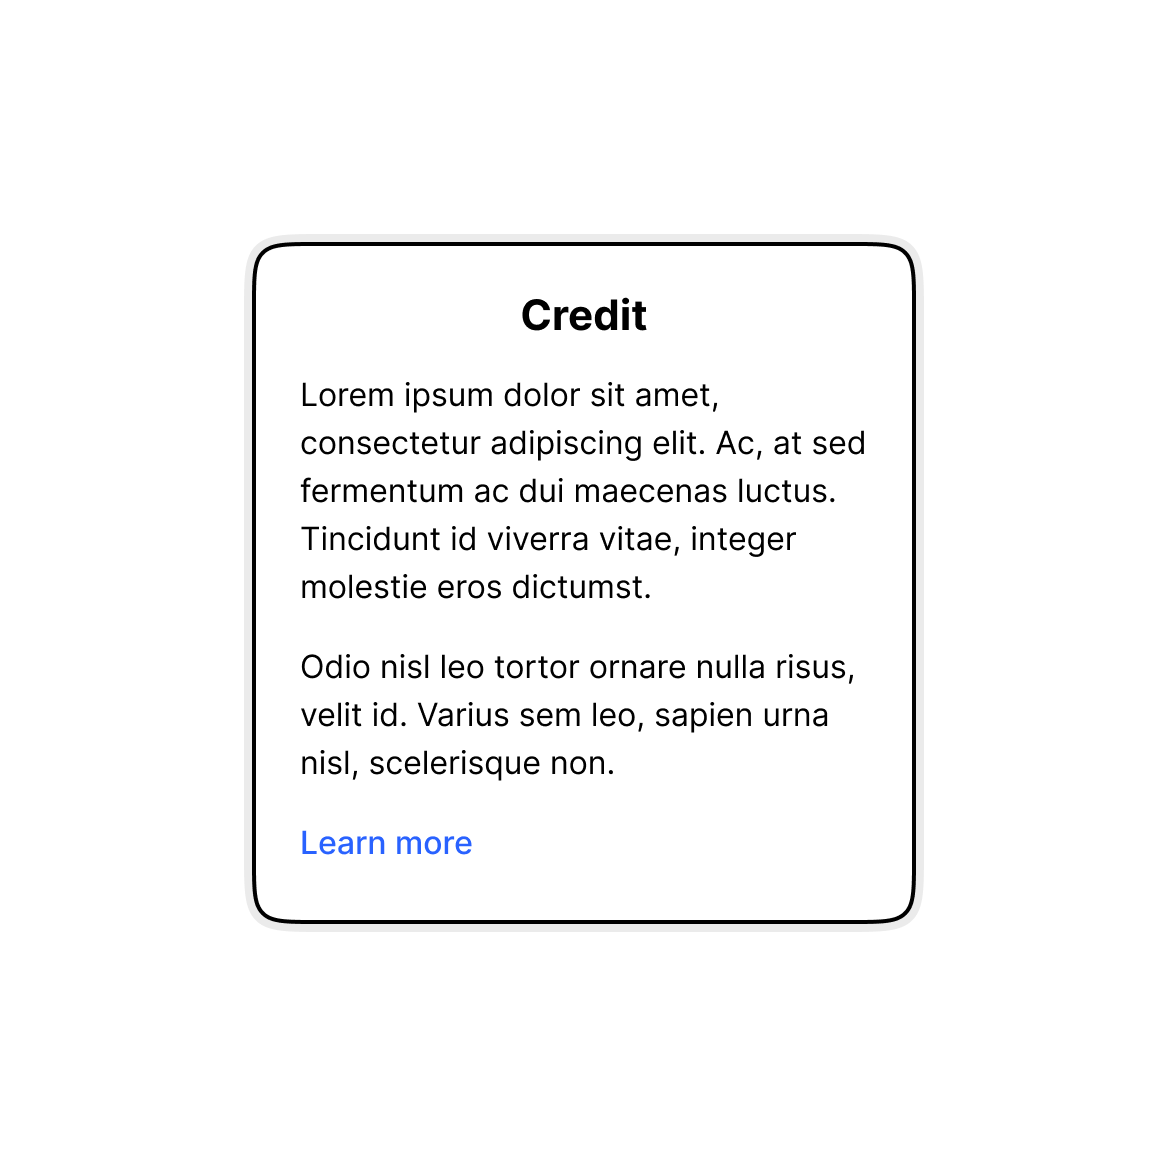 Credit
Lorem ipsum dolor sit amet,
consectetur adipiscing elit. Ac, at sed
fermentum ac dui maecenas luctus.
Tincidunt id viverra vitae, integer
molestie eros dictumst.
Odio nisl leo tortor ornare nulla risus,
velit id. Varius sem leo, sapien urna
nisl, scelerisque non.
Learn more